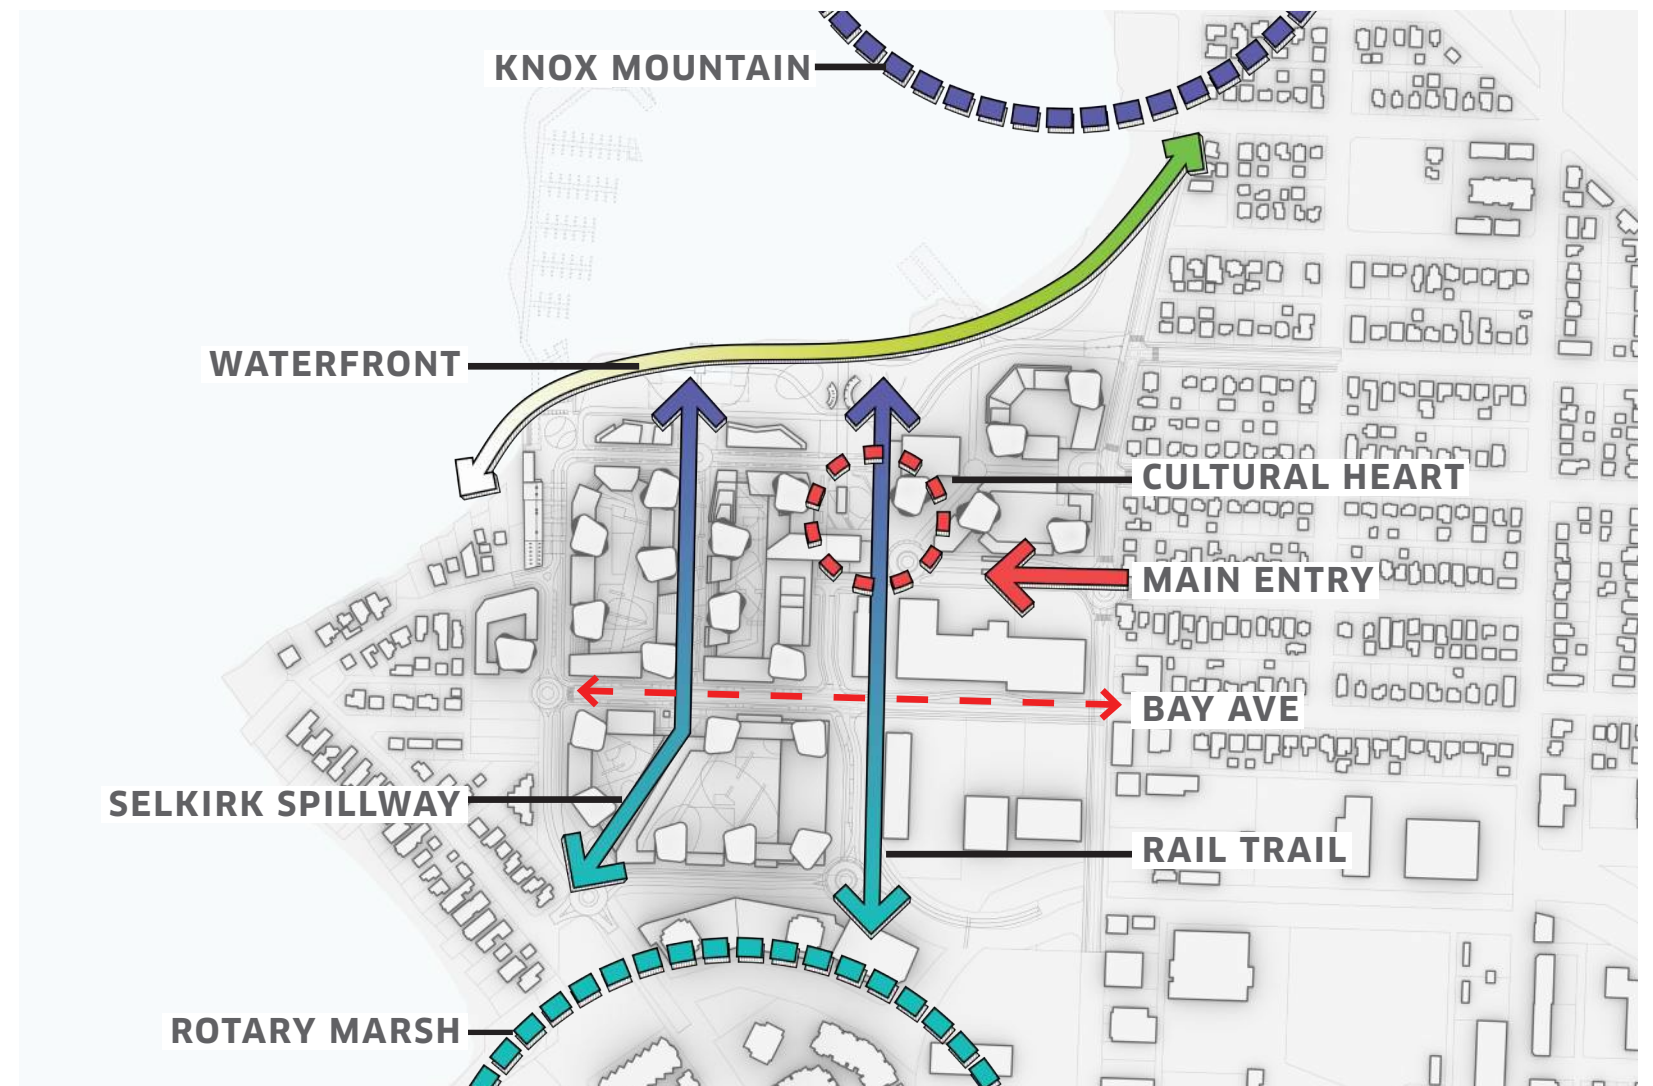 KNOX MOUNTAIN
WATERFRONT
CULTURAL HEART
MAIN ENTRY
BAY AVE
SELKIRK SPILLWAY
RAIL TRAIL
ROTARY MARSH